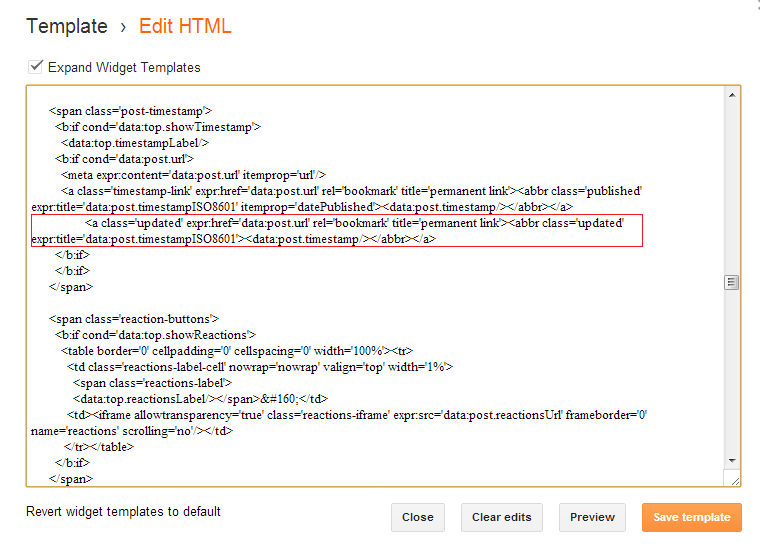 Template › Edit HTML
Expand Widget Templates
<span class='post-timestamp'>
<b:if cond='data:top.showTimestamp'>
<data:top.timestampLabel/>
<b:if cond='data:post.url'>
<meta expr:content='data:post.url' itemprop='url'/>
<a class='timestamp-link' expr:href='data:post.url' rel='bookmark' title='permanent link'><abbr class='published'
expr:title='data:post.timestampISO8601' itemprop='datePublished'><data:post.timestamp/></abbr></a>
<a class='updated' expr:href='data:post.url' rel='bookmark' title='permanent link'><abbr class='updated'
expr:title='data:post.timestampISO8601'><data:post.timestamp/></abbr></a>
</b:if>
</b:if>
</span>
<span class='reaction-buttons'>
<b:if cond='data:top.showReactions'>
<table border='0' cellpadding='0' cellspacing='0' width='100%'><tr>
<td class='reactions-label-cell' nowrap='nowrap' valign='top' width='1%'>
<span class='reactions-label'>
<data:top.reactionsLabel/></span>&#160;</td>
<td><iframe allowtransparency='true' class='reactions-iframe' expr:src='data:post.reactionsUrl' frameborder='0'
name='reactions' scrolling='no'/></td>
</tr></table>
</b:if>
</span>
Revert widget templates to default
Close
Clear edits
Preview
Save template